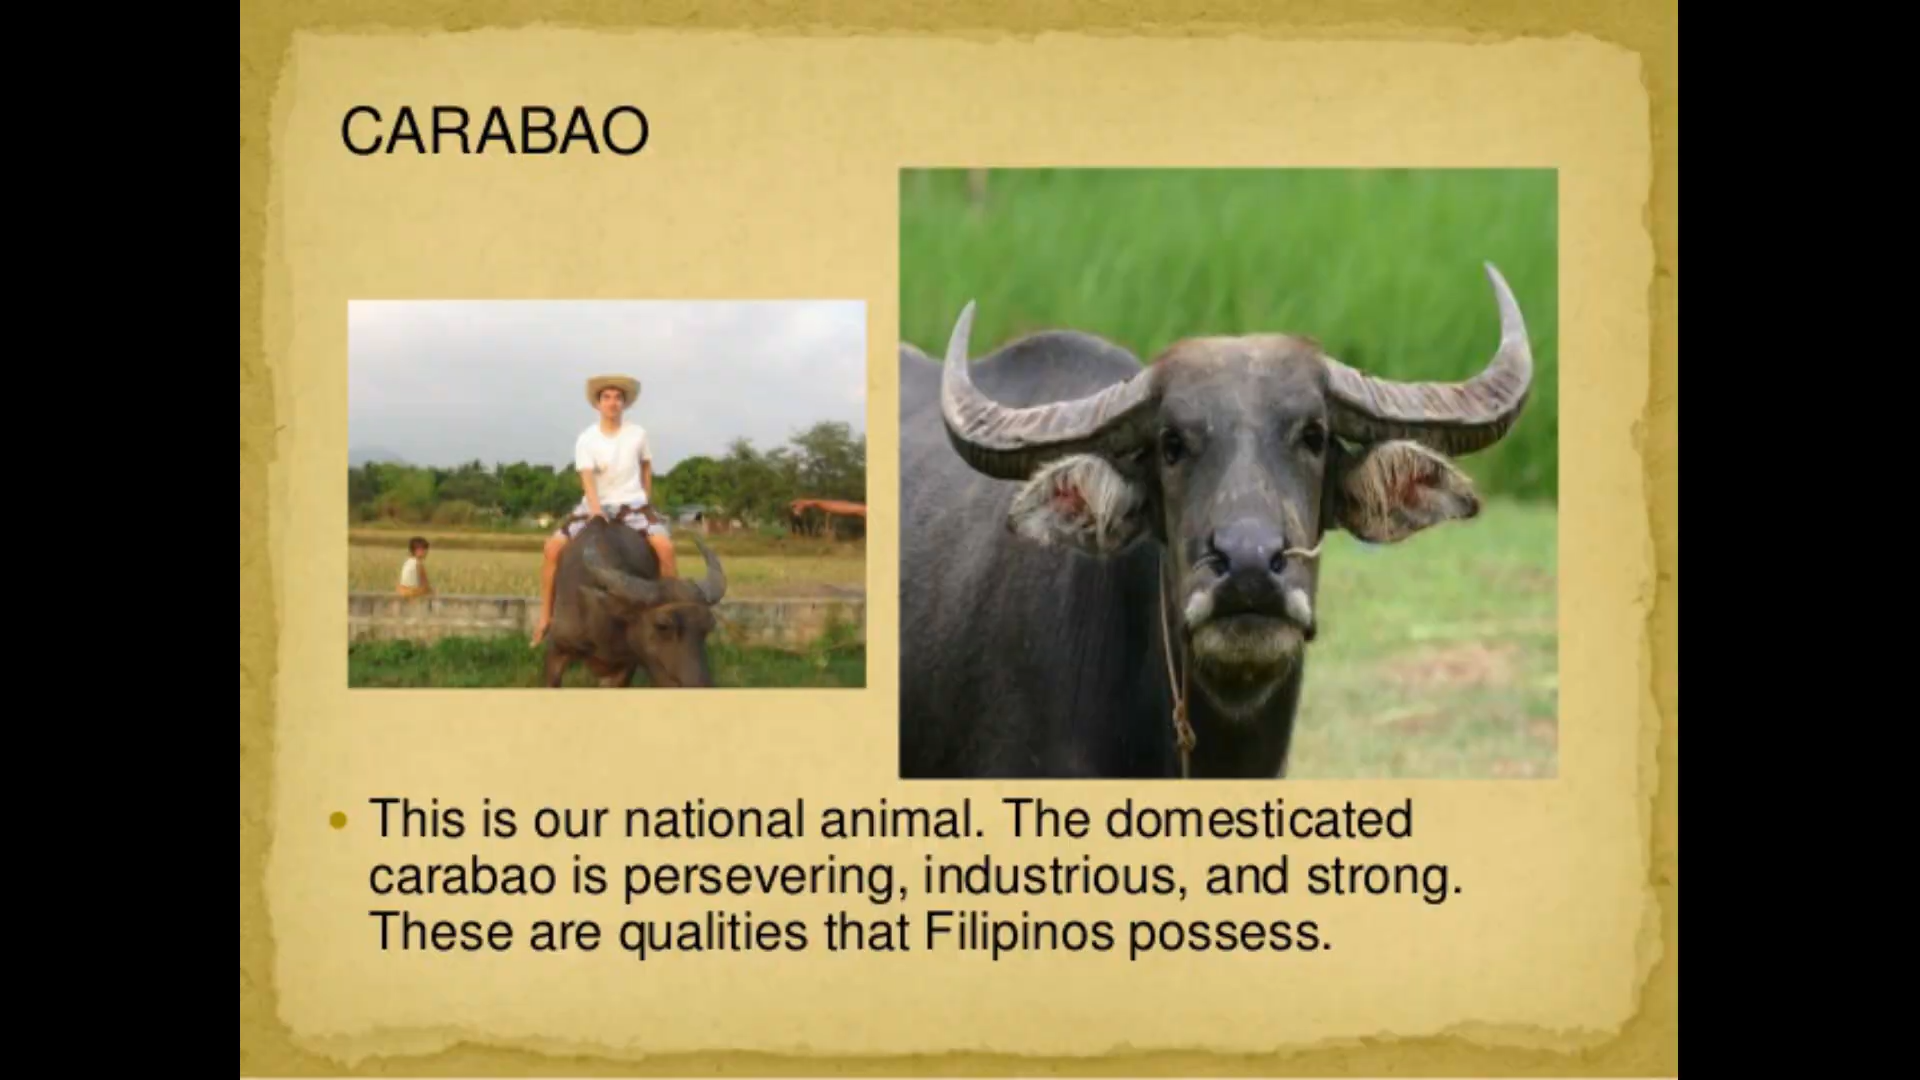 CARABAO
• This is our national animal. The domesticated
carabao is persevering, industrious, and strong.
These are qualities that Filipinos possess.